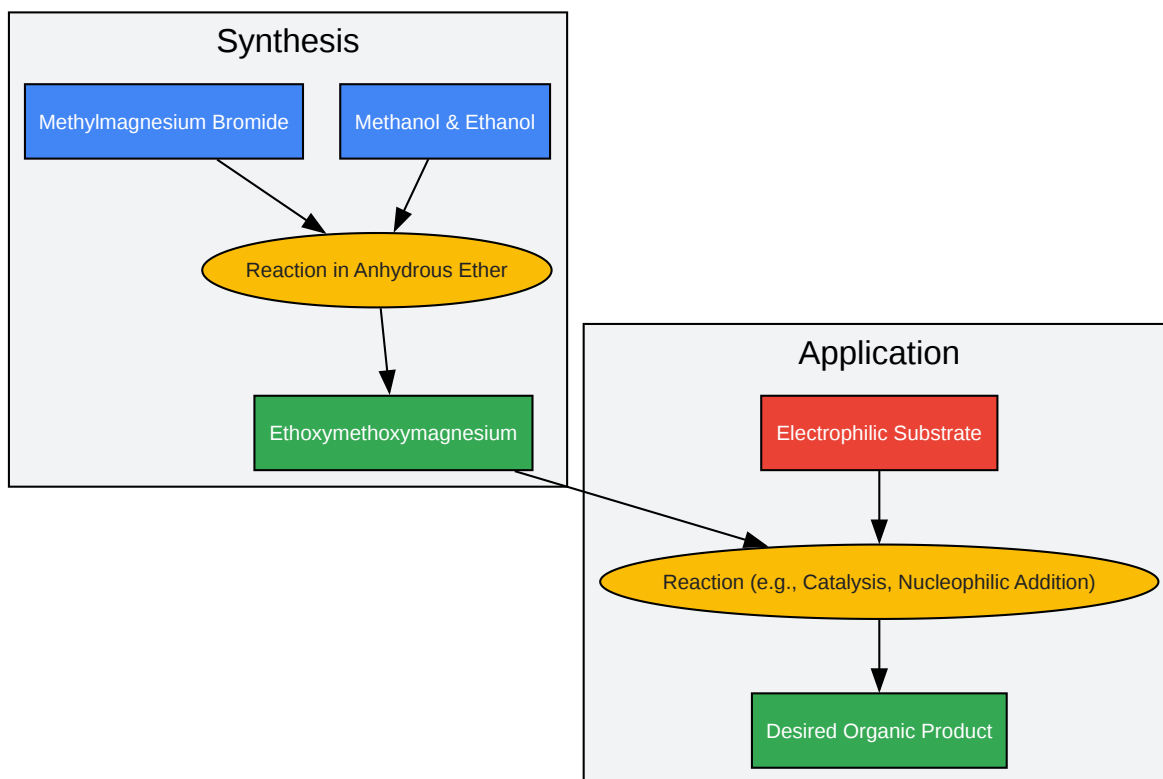 Synthesis
Methylmagnesium Bromide
Methanol & Ethanol
Reaction in Anhydrous Ether
Ethoxymethoxymagnesium
Application
Electrophilic Substrate
Reaction (e.g., Catalysis, Nucleophilic Addition)
Desired Organic Product